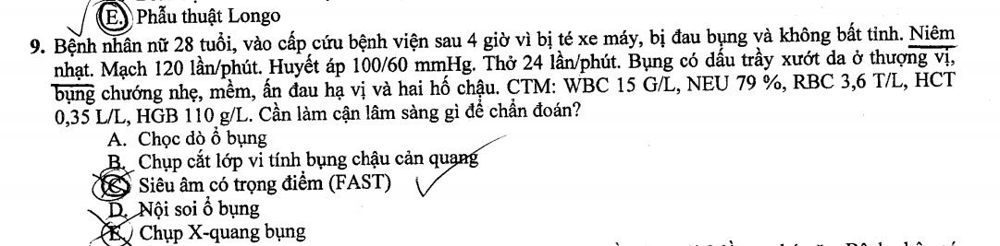 E. Phẫu thuật Longo
9. Bệnh nhân nữ 28 tuổi, vào cấp cứu bệnh viện sau 4 giờ vì bị té xe máy, bị đau bụng và không bất tỉnh. Niêm
nhạt. Mạch 120 lần/phút. Huyết áp 100/60 mmHg. Thở 24 lần/phút. Bụng có dấu trầy xướt da ở thượng vị,
bụng chướng nhẹ, mềm, ấn đau hạ vị và hai hố chậu. CTM: WBC 15 G/L, NEU 79 %, RBC 3,6 T/L, HCT
0,35 L/L, HGB 110 g/L. Cần làm cận lâm sàng gì để chẩn đoán?
A. Chọc dò ổ bụng
B. Chụp cắt lớp vi tính bụng chậu cản quang
C. Siêu âm có trọng điểm (FAST)
D. Nội soi ổ bụng
E. Chụp X-quang bụng